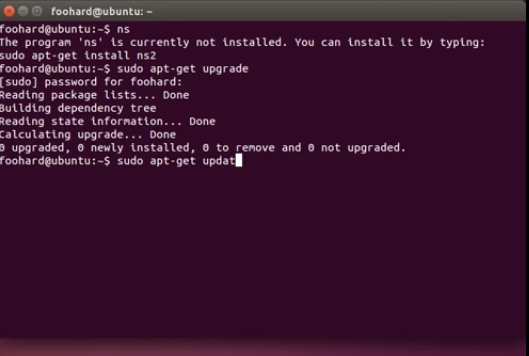 foohard@ubuntu: ~
foohard@ubuntu:~$ ns
The program 'ns' is currently not installed. You can install it by typing:
sudo apt-get install ns2
foohard@ubuntu:~$ sudo apt-get upgrade
[sudo] password for foohard:
Reading package lists... Done
Building dependency tree
Reading state information... Done
Calculating upgrade... Done
0 upgraded, 0 newly installed, 0 to remove and 0 not upgraded.
foohard@ubuntu:~$ sudo apt-get updat